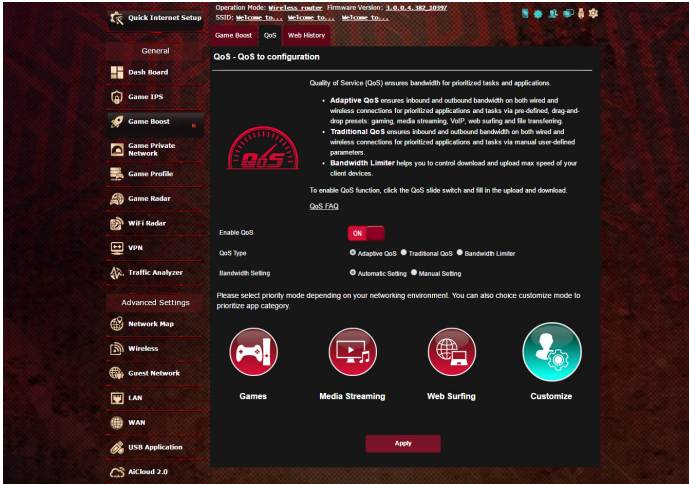 Quick Internet Setup
Operation Mode: Wireless router Firmware Version: 3.0.0.4.382_10397
SSID: Welcome to... Welcome to... Welcome to...
Game Boost QoS Web History
General
Dash Board
Game IPS
Game Boost
Game Private
Network
Game Profile
Game Radar
WiFi Radar
VPN
Traffic Analyzer
Advanced Settings
Network Map
Wireless
Guest Network
LAN
WAN
USB Application
AiCloud 2.0
QoS - QoS to configuration
QoS
Quality of Service (QoS) ensures bandwidth for prioritized tasks and applications.
• Adaptive QoS ensures inbound and outbound bandwidth on both wired and
wireless connections for prioritized applications and tasks via pre-defined, drag-and-
drop presets: gaming, media streaming, VoIP, web surfing and file transferring.
• Traditional QoS ensures inbound and outbound bandwidth on both wired and
wireless connections for prioritized applications and tasks via manual user-defined
parameters.
• Bandwidth Limiter helps you to control download and upload max speed of your
client devices.
To enable QoS function, click the QoS slide switch and fill in the upload and download.
QoS FAQ
Enable QoS ON
QoS Type Adaptive QoS Traditional QoS Bandwidth Limiter
Bandwidth Setting Automatic Setting Manual Setting
Please select priority mode depending on your networking environment. You can also choice customize mode to
prioritize app category.
Games Media Streaming Web Surfing Customize
Apply